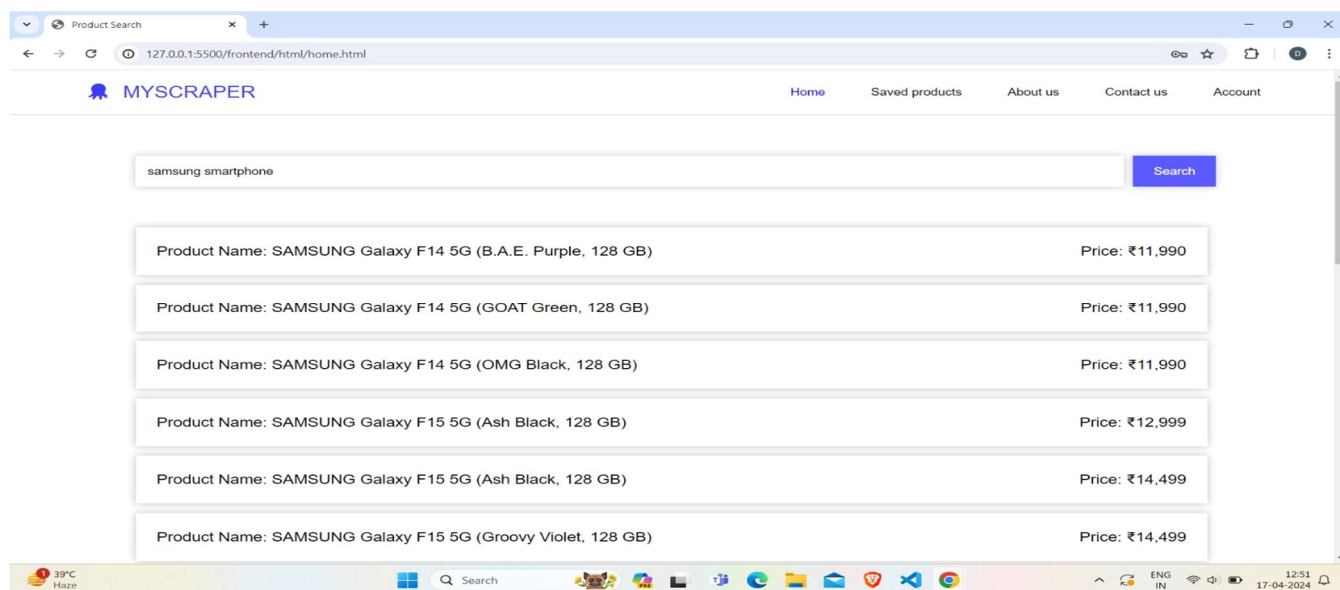 Product Search
127.0.0.1:5500/frontend/html/home.html
D
MYSCRAPER
Home Saved products About us Contact us Account
samsung smartphone
Search
Product Name: SAMSUNG Galaxy F14 5G (B.A.E. Purple, 128 GB) Price: ₹11,990
Product Name: SAMSUNG Galaxy F14 5G (GOAT Green, 128 GB) Price: ₹11,990
Product Name: SAMSUNG Galaxy F14 5G (OMG Black, 128 GB) Price: ₹11,990
Product Name: SAMSUNG Galaxy F15 5G (Ash Black, 128 GB) Price: ₹12,999
Product Name: SAMSUNG Galaxy F15 5G (Ash Black, 128 GB) Price: ₹14,499
Product Name: SAMSUNG Galaxy F15 5G (Groovy Violet, 128 GB) Price: ₹14,499
1
39°C
Haze
Search
PRE
ENG
IN
12:51
17-04-2024